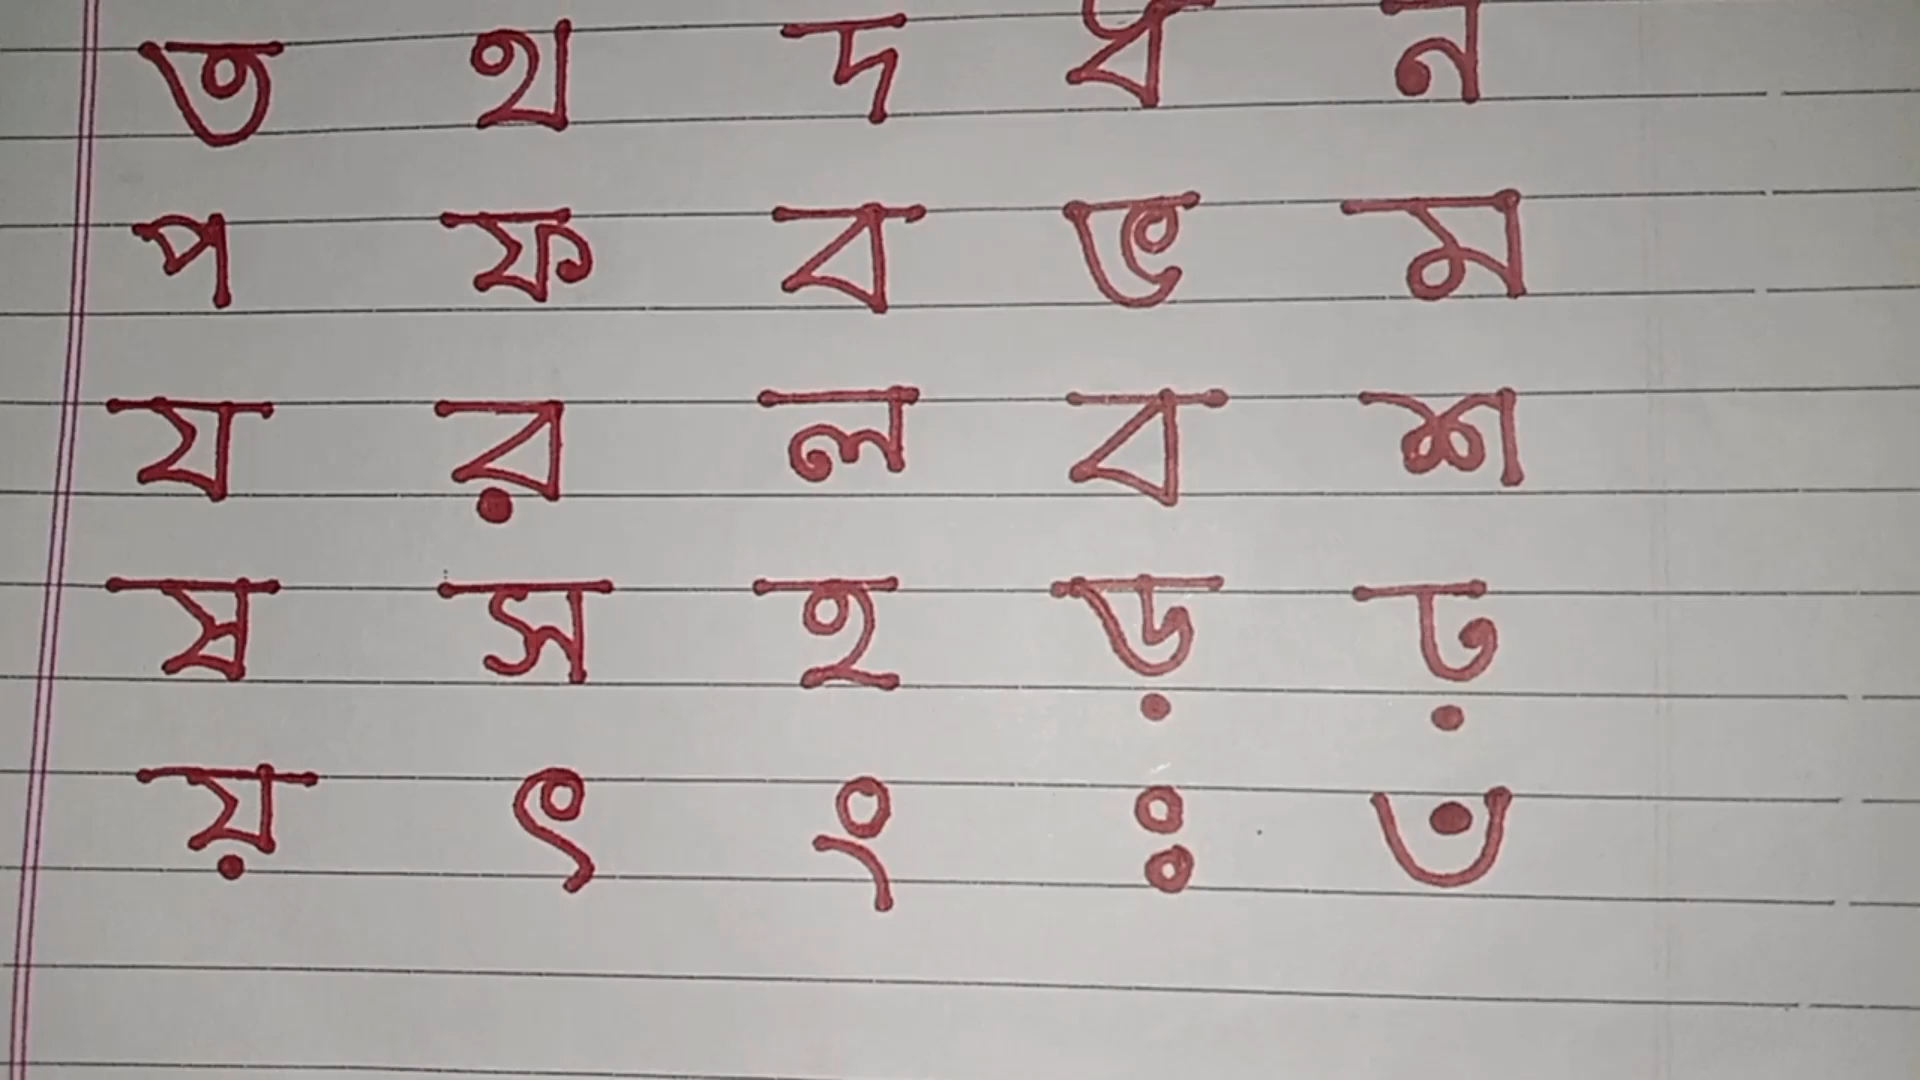 ত থ দ ধ ন
প ফ ব ভ ম
য র ল ব শ
ষ স হ ড় ঢ়
য় ৎ ং ঃ ঁ